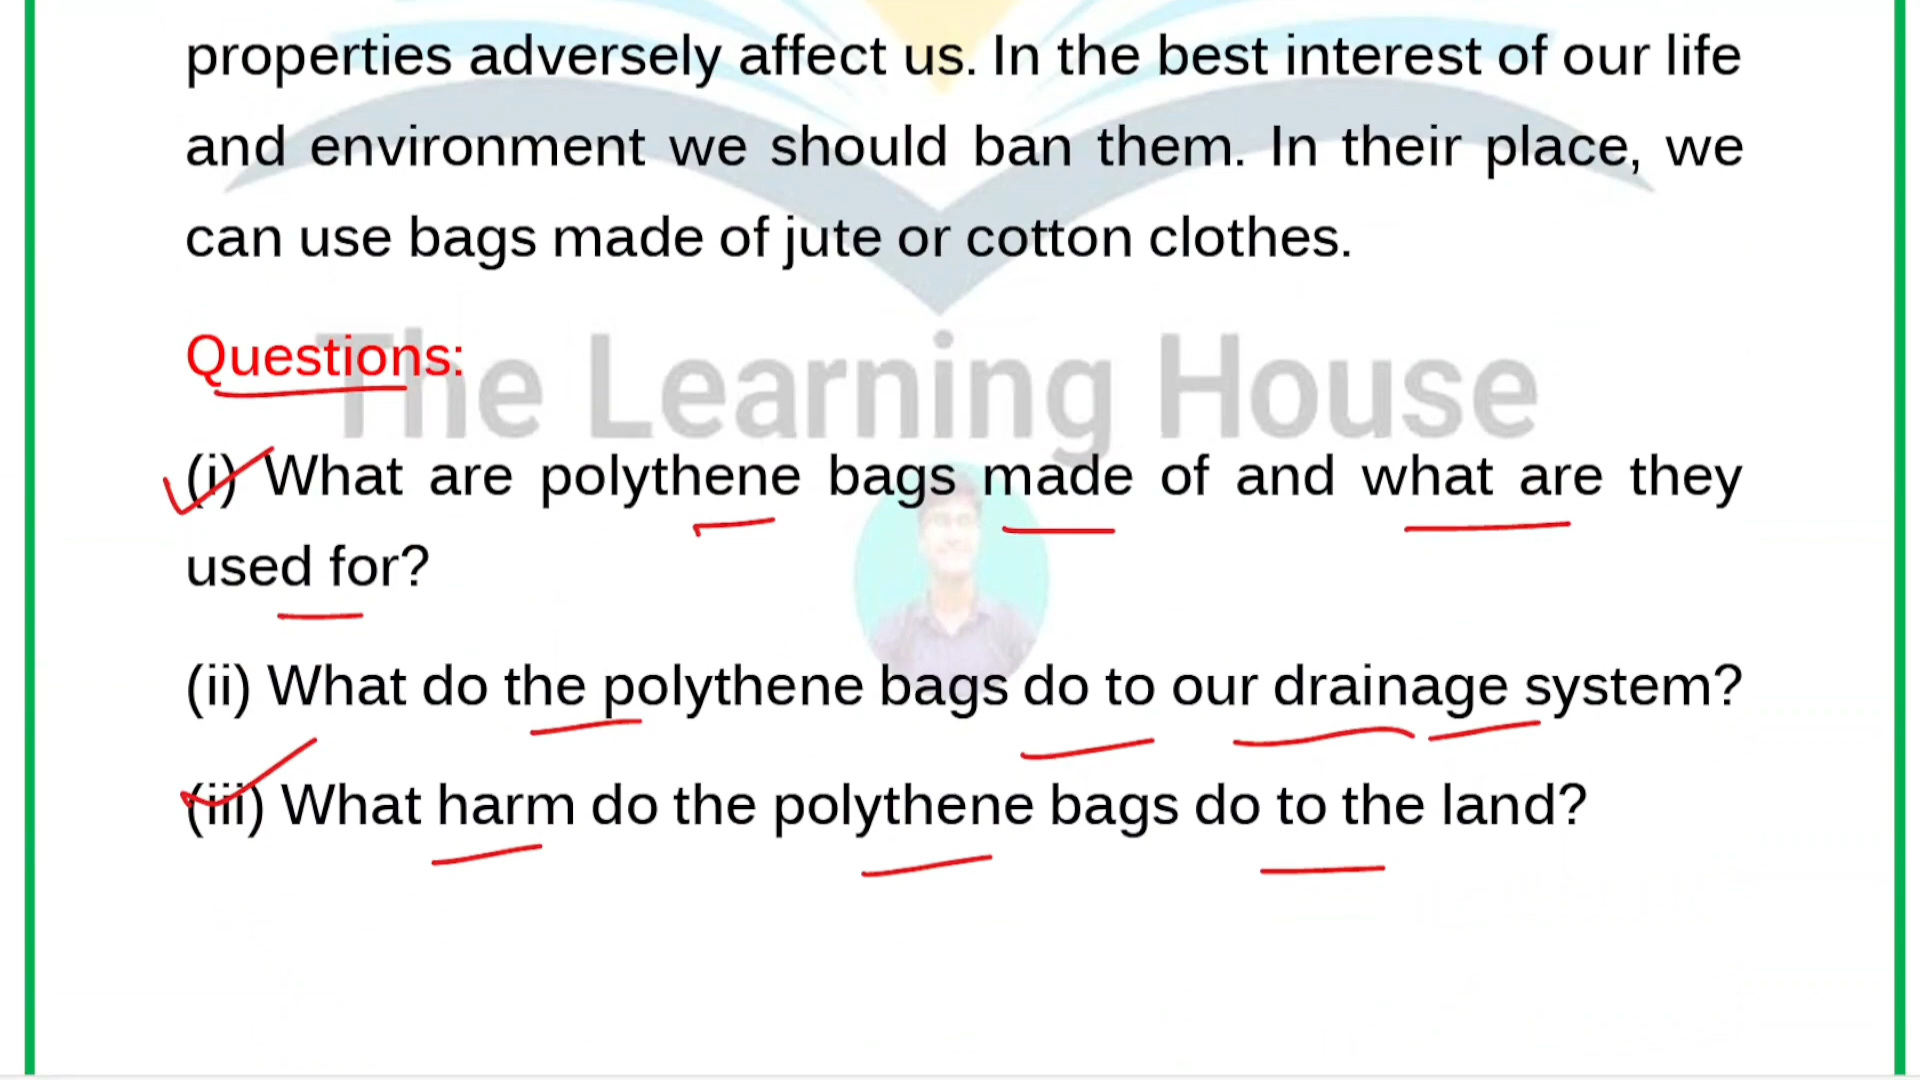 properties adversely affect us. In the best interest of our life
and environment we should ban them. In their place, we
can use bags made of jute or cotton clothes.
The Learning House
Questions:
(i) What are polythene bags made of and what are they
used for?
(ii) What do the polythene bags do to our drainage system?
(iii) What harm do the polythene bags do to the land?